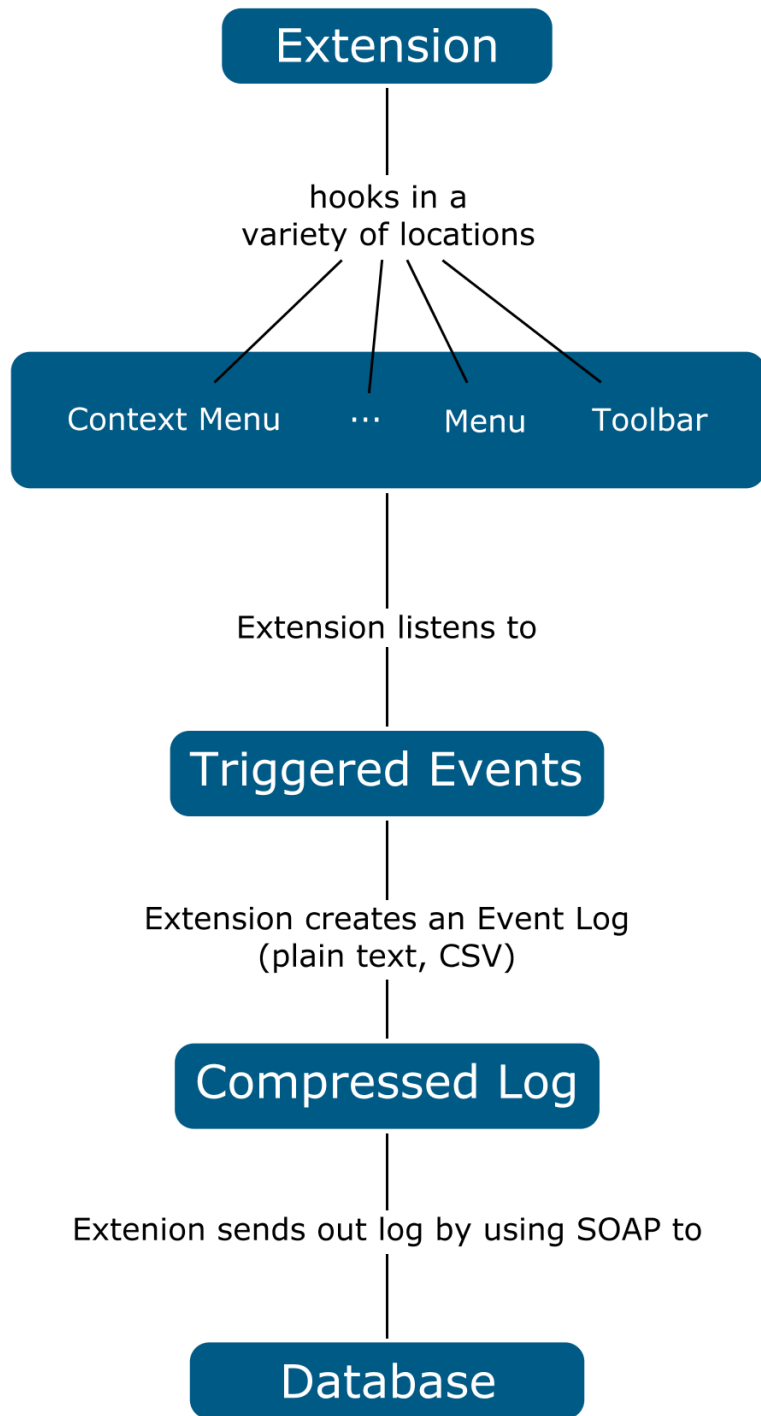 Extension
hooks in a
variety of locations
Context Menu ... Menu Toolbar
Extension listens to
Triggered Events
Extension creates an Event Log
(plain text, CSV)
Compressed Log
Extenion sends out log by using SOAP to
Database